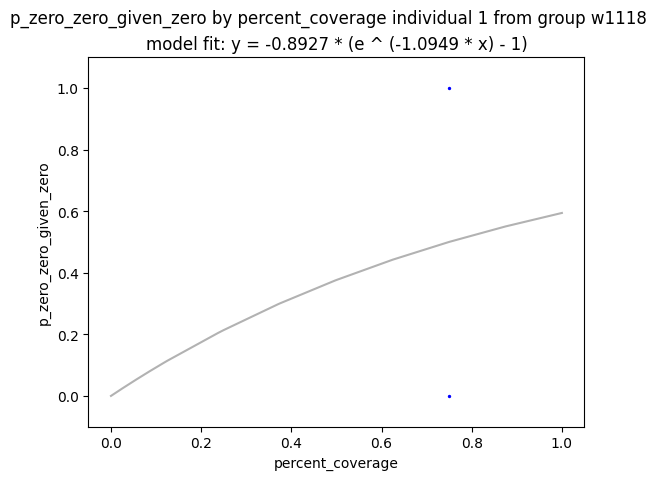 p_zero_zero_given_zero by percent_coverage individual 1 from group w1118
model fit: y = -0.8927 * (e ^ (-1.0949 * x) - 1)
1.0
0.8
0.6
0.4
0.2
0.0
p_zero_zero_given_zero
0.0 0.2 0.4 0.6 0.8 1.0
percent_coverage